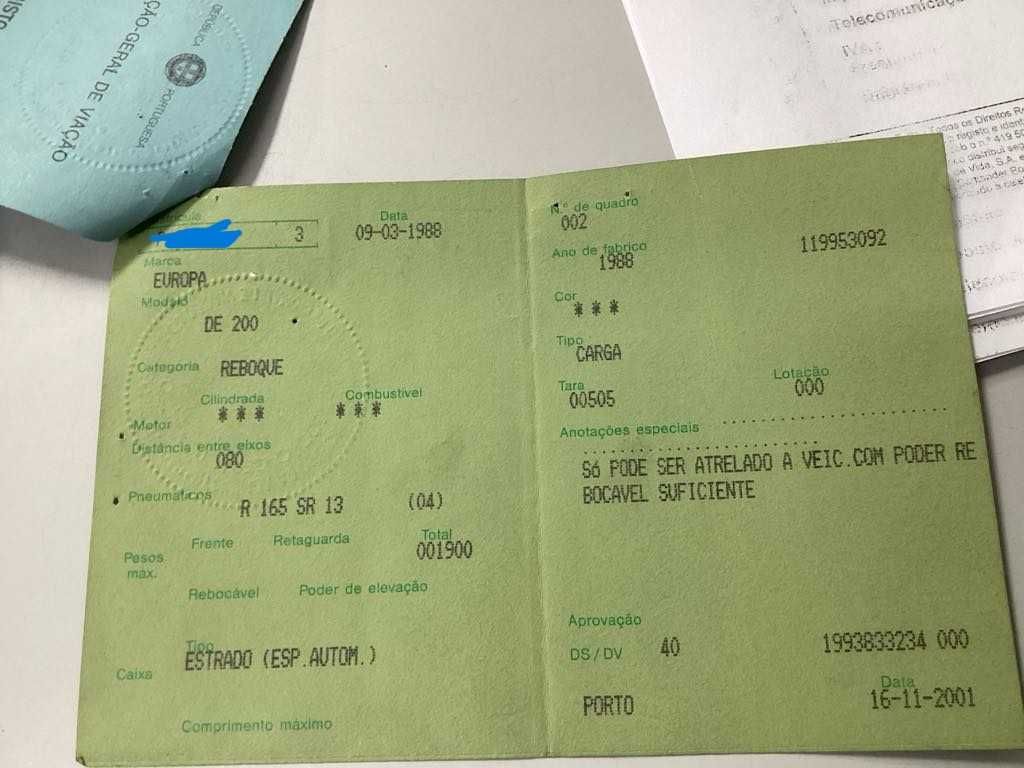 ÇÃO-GERAL DE VIAÇÃO
REPÚBLICA
PORTUGUESA
Telecomunicaçõ
Data
3
09-03-1988
Marca
EUROPA
Modelo
DE 200
Categoria
REBOQUE
Cilindrada
Combustível
***
***
Motor
Distância entre eixos
080
Pneumáticos
R 165 SR 13 (04)
Frente
Retaguarda
Total
001900
Pesos
máx.
Rebocável
Poder de elevação
Tipo
ESTRADO (ESP.AUTOM.)
Caixa
Comprimento máximo
N.º de quadro
002
Ano de fabrico
1988
119953092
Cor
***
Tipo
CARGA
Tara
00505
Lotação
000
Anotações especiais
Só PODE SER ATRELADO A VEIC.COM PODER RE
BOCAVEL SUFICIENTE
Aprovação
DS/DV
40
1993833234 000
Data
PORTO
16-11-2001